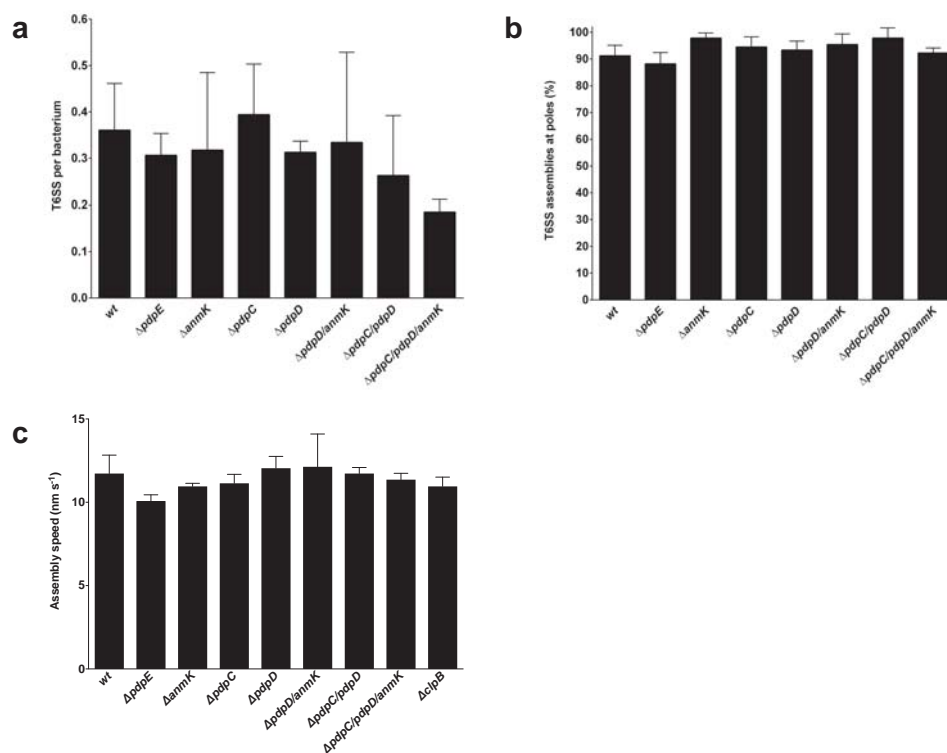 a
T6SS per bacterium
0.6
0.5
0.4
0.3
0.2
0.1
0.0
wt
ΔpdpE
ΔanmK
ΔpdpC
ΔpdpD
ΔpdpD/anmK
ΔpdpC/pdpD
ΔpdpC/pdpD/anmK
b
T6SS assemblies at poles (%)
100
90
80
70
60
50
40
30
20
10
0
wt
ΔpdpE
ΔanmK
ΔpdpC
ΔpdpD
ΔpdpD/anmK
ΔpdpC/pdpD
ΔpdpC/pdpD/anmK
c
Assembly speed (nm s⁻¹)
15
10
5
0
wt
ΔpdpE
ΔanmK
ΔpdpC
ΔpdpD
ΔpdpD/anmK
ΔpdpC/pdpD
ΔpdpC/pdpD/anmK
ΔclpB